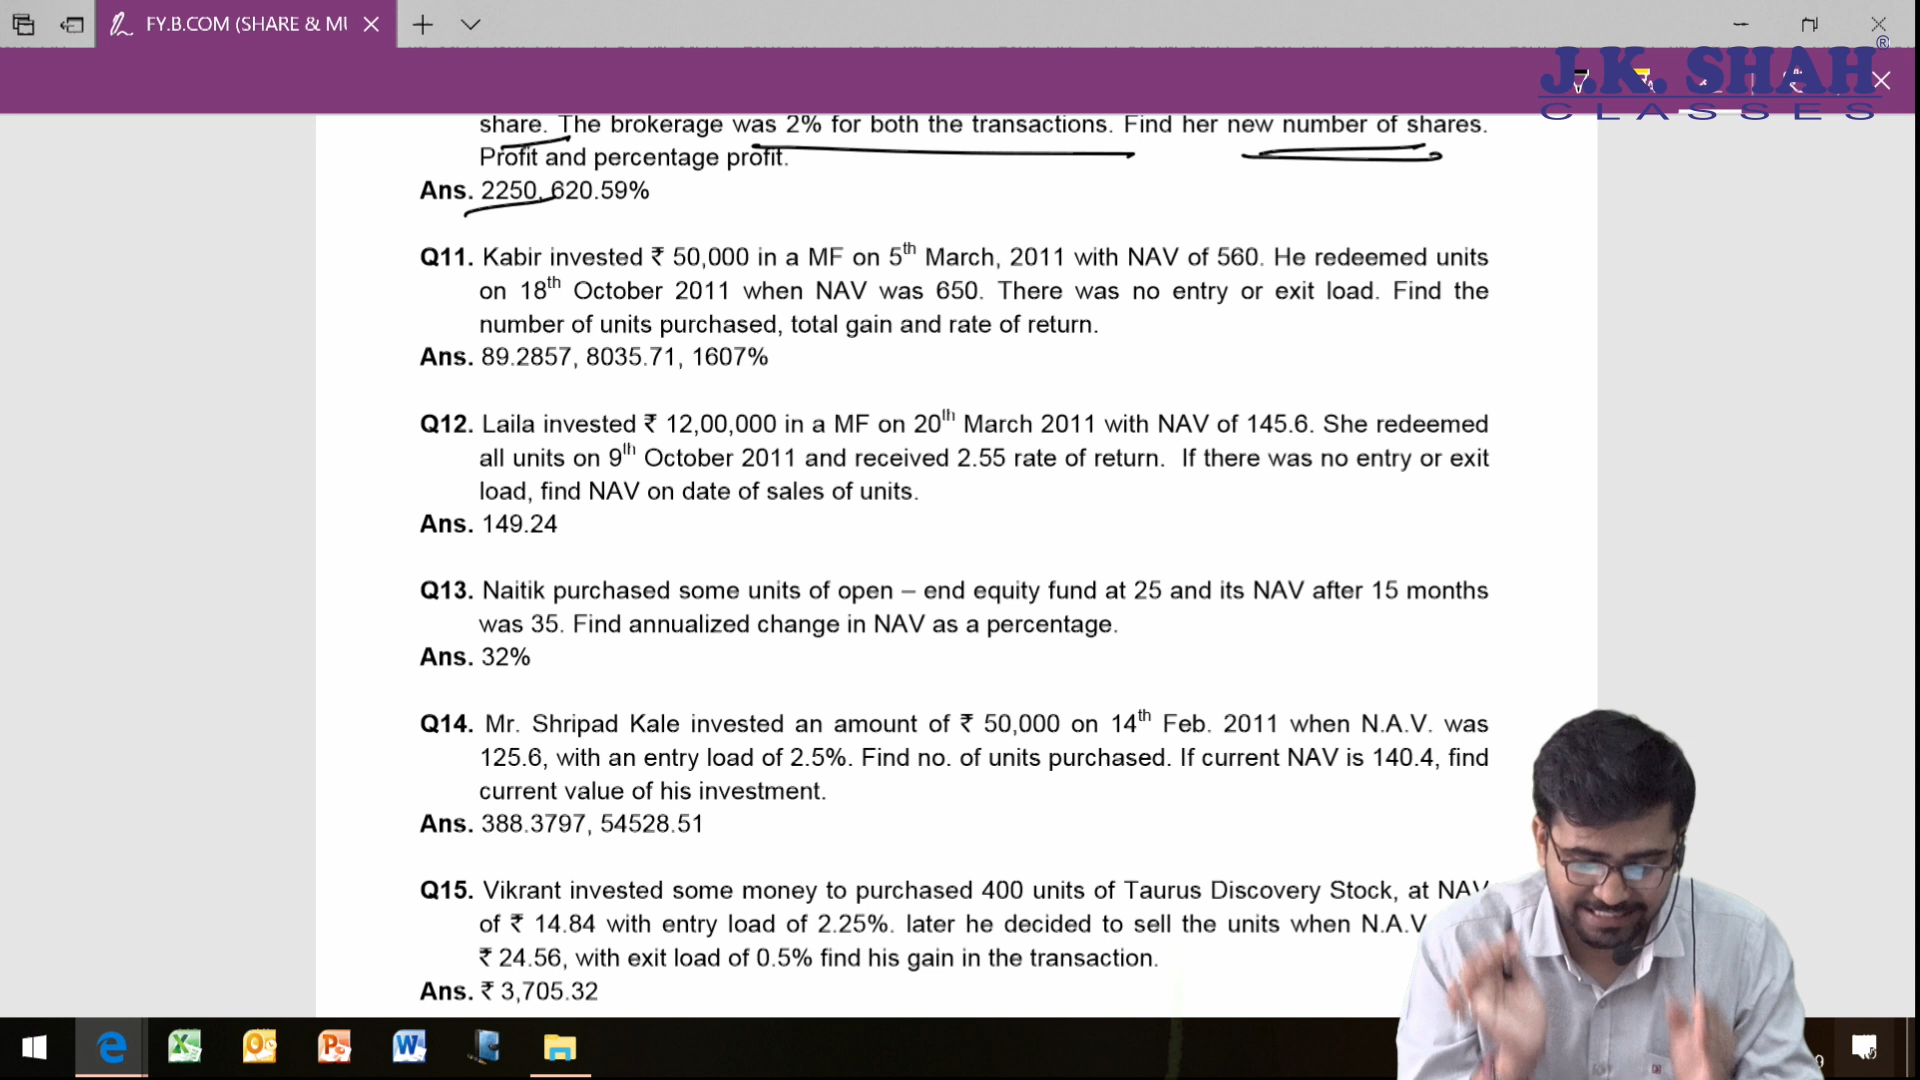 FY.B.COM (SHARE & MU
J.K. SHAH®
CLASSES
share. The brokerage was 2% for both the transactions. Find her new number of shares.
Profit and percentage profit.
Ans. 2250, 620.59%
Q11. Kabir invested ₹ 50,000 in a MF on 5th March, 2011 with NAV of 560. He redeemed units
on 18th October 2011 when NAV was 650. There was no entry or exit load. Find the
number of units purchased, total gain and rate of return.
Ans. 89.2857, 8035.71, 1607%
Q12. Laila invested ₹ 12,00,000 in a MF on 20th March 2011 with NAV of 145.6. She redeemed
all units on 9th October 2011 and received 2.55 rate of return. If there was no entry or exit
load, find NAV on date of sales of units.
Ans. 149.24
Q13. Naitik purchased some units of open – end equity fund at 25 and its NAV after 15 months
was 35. Find annualized change in NAV as a percentage.
Ans. 32%
Q14. Mr. Shripad Kale invested an amount of ₹ 50,000 on 14th Feb. 2011 when N.A.V. was
125.6, with an entry load of 2.5%. Find no. of units purchased. If current NAV is 140.4, find
current value of his investment.
Ans. 388.3797, 54528.51
Q15. Vikrant invested some money to purchased 400 units of Taurus Discovery Stock, at NAV
of ₹ 14.84 with entry load of 2.25%. later he decided to sell the units when N.A.V
₹ 24.56, with exit load of 0.5% find his gain in the transaction.
Ans. ₹ 3,705.32